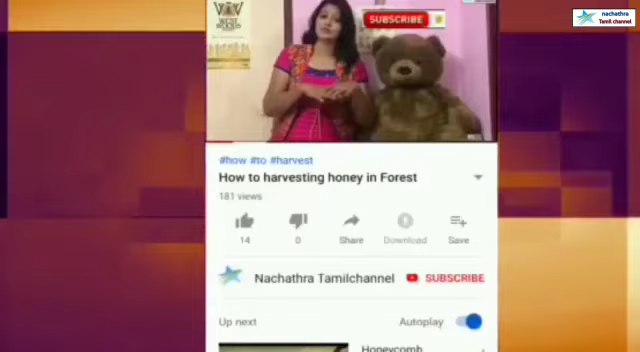 nachathra
Tamil channel
SUBSCRIBE
#how #to #harvest
How to harvesting honey in Forest
181 views
14
0
Share
Download
Save
Nachathra Tamilchannel
SUBSCRIBE
Up next
Autoplay
Honeycomb